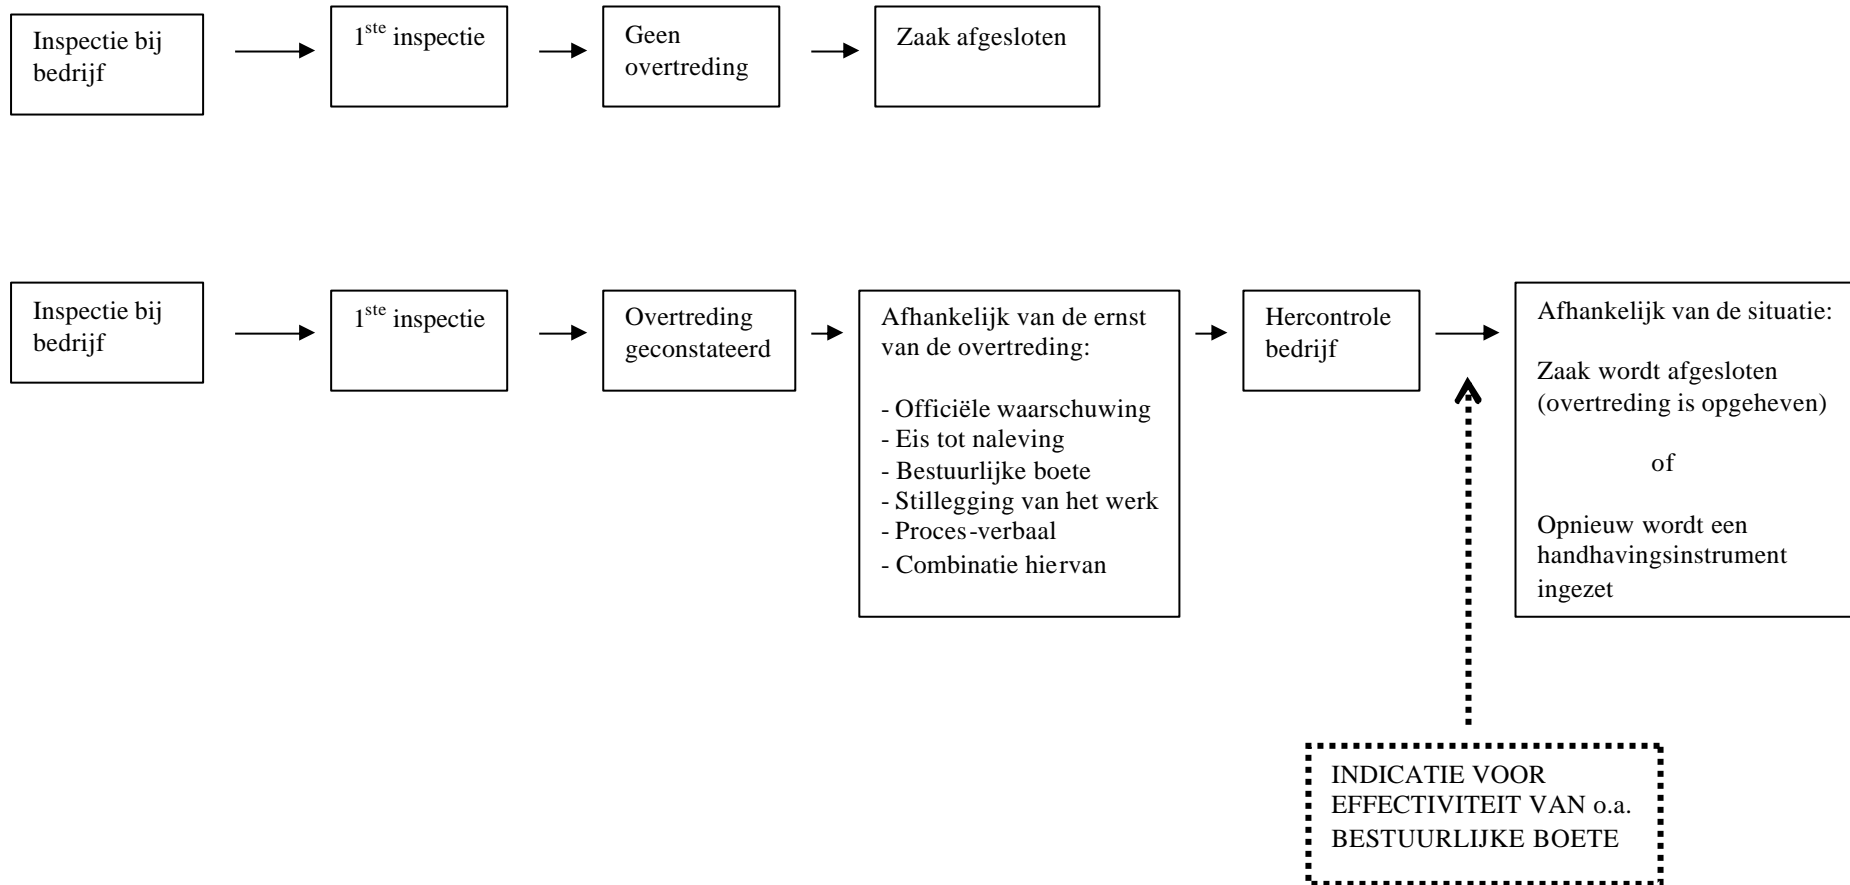 Inspectie bij
bedrijf
1ste inspectie
Geen
overtreding
Zaak afgesloten
Inspectie bij
bedrijf
1ste inspectie
Overtreding
geconstateerd
Afhankelijk van de ernst
van de overtreding:
- Officiële waarschuwing
- Eis tot naleving
- Bestuurlijke boete
- Stillegging van het werk
- Proces-verbaal
- Combinatie hiervan
Hercontrole
bedrijf
Afhankelijk van de situatie:
Zaak wordt afgesloten
(overtreding is opgeheven)
of
Opnieuw wordt een
handhavingsinstrument
ingezet
INDICATIE VOOR
EFFECTIVITEIT VAN o.a.
BESTUURLIJKE BOETE